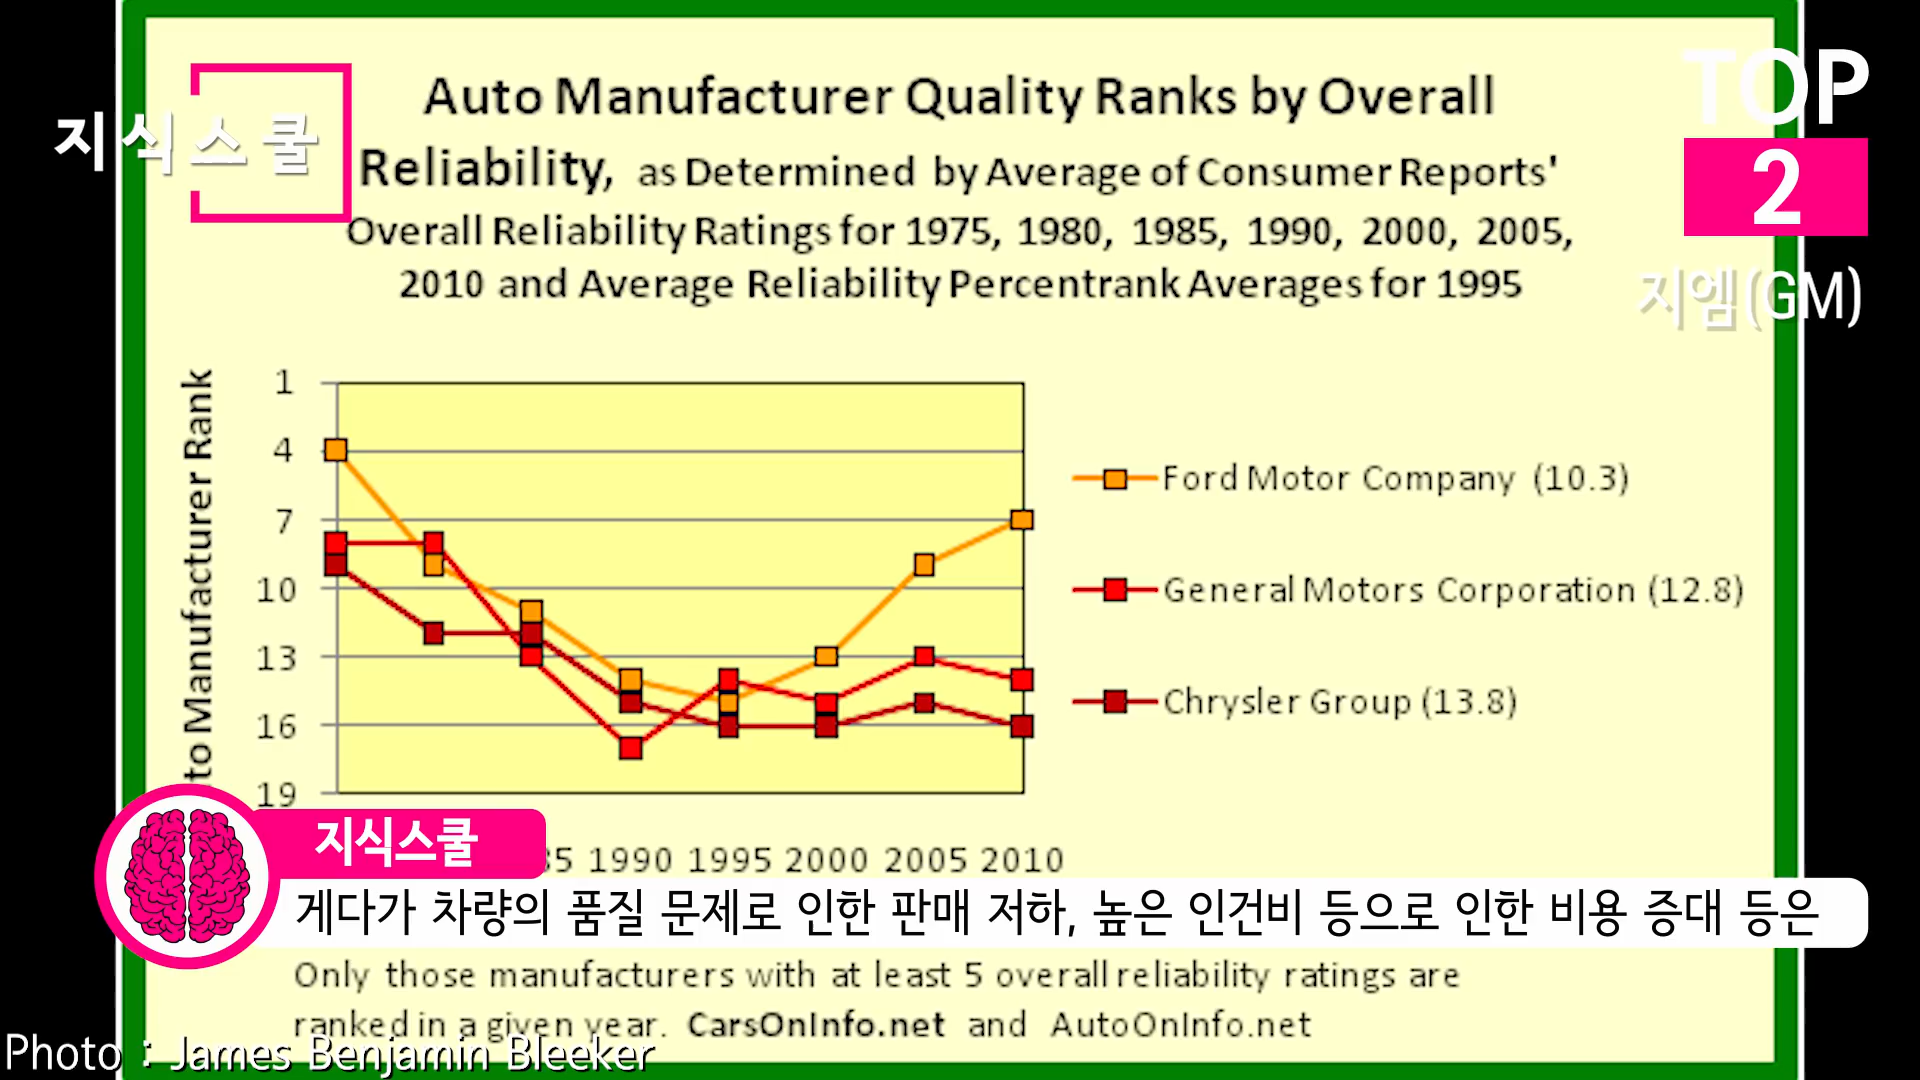 지식스쿨
TOP
2
지엠(GM)
Auto Manufacturer Quality Ranks by Overall
Reliability, as Determined by Average of Consumer Reports'
Overall Reliability Ratings for 1975, 1980, 1985, 1990, 2000, 2005,
2010 and Average Reliability Percentrank Averages for 1995
to Manufacturer Rank
1
4
7
10
13
16
19
Ford Motor Company (10.3)
General Motors Corporation (12.8)
Chrysler Group (13.8)
1990 1995 2000 2005 2010
지식스쿨
게다가 차량의 품질 문제로 인한 판매 저하, 높은 인건비 등으로 인한 비용 증대 등은
Only those manufacturers with at least 5 overall reliability ratings are
ranked in a given year. CarsOnInfo.net and AutoOnInfo.net
Photo : James Benjamin Bleeker